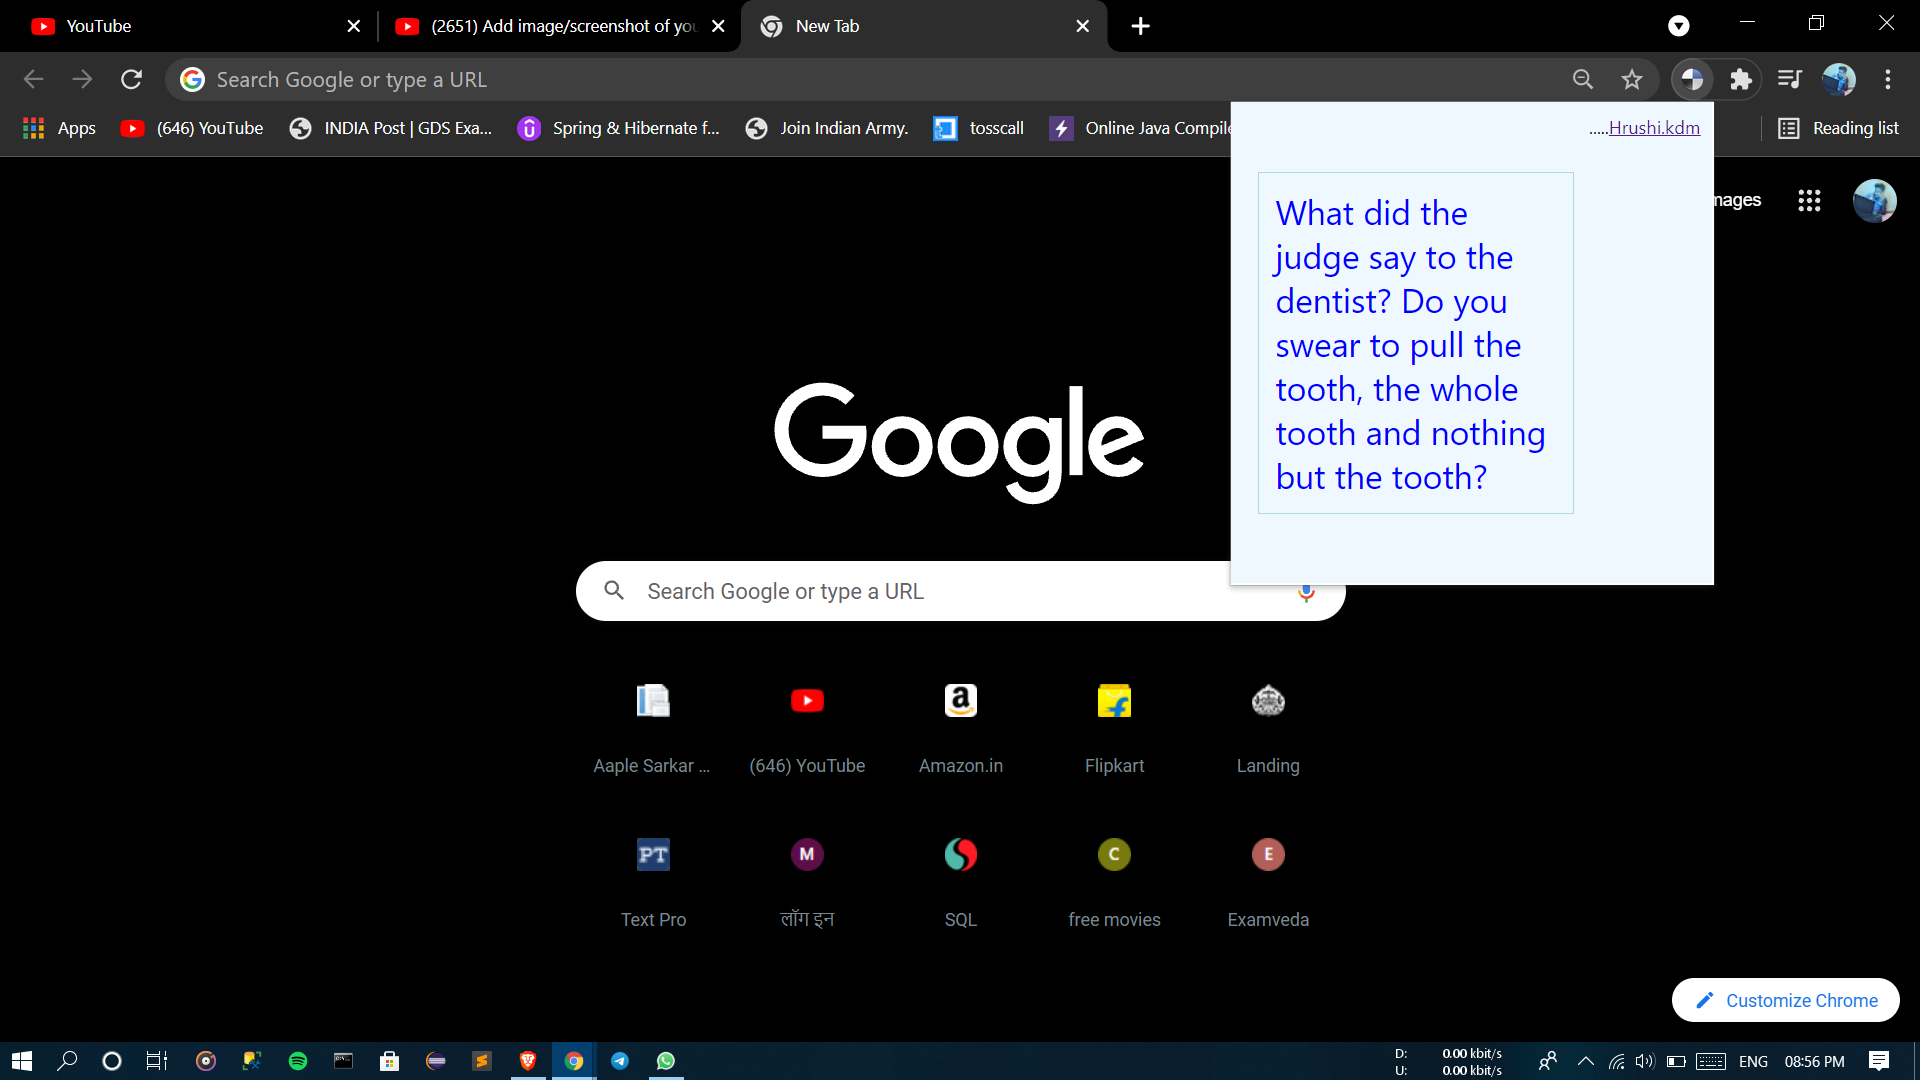 YouTube
(2651) Add image/screenshot of you
New Tab
Search Google or type a URL
Apps
(646) YouTube
INDIA Post | GDS Exa...
Spring & Hibernate f...
Join Indian Army.
tosscall
Online Java Compile
.....Hrushi.kdm
Reading list
mages
What did the
judge say to the
dentist? Do you
swear to pull the
tooth, the whole
tooth and nothing
but the tooth?
Google
Search Google or type a URL
Aaple Sarkar ...
(646) YouTube
Amazon.in
Flipkart
Landing
PT
M
C
E
Text Pro
लॉग इन
SQL
free movies
Examveda
Customize Chrome
D: 0.00 kbit/s
U: 0.00 kbit/s
ENG
08:56 PM